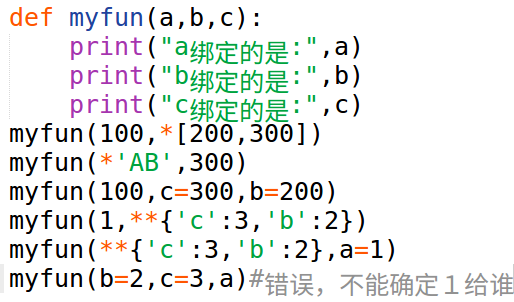 def myfun(a,b,c):
    print("a绑定的是:",a)
    print("b绑定的是:",b)
    print("c绑定的是:",c)
myfun(100,*[200,300])
myfun(*'AB',300)
myfun(100,c=300,b=200)
myfun(1,**{'c':3,'b':2})
myfun(**{'c':3,'b':2},a=1)
myfun(b=2,c=3,a)#错误，不能确定１给谁